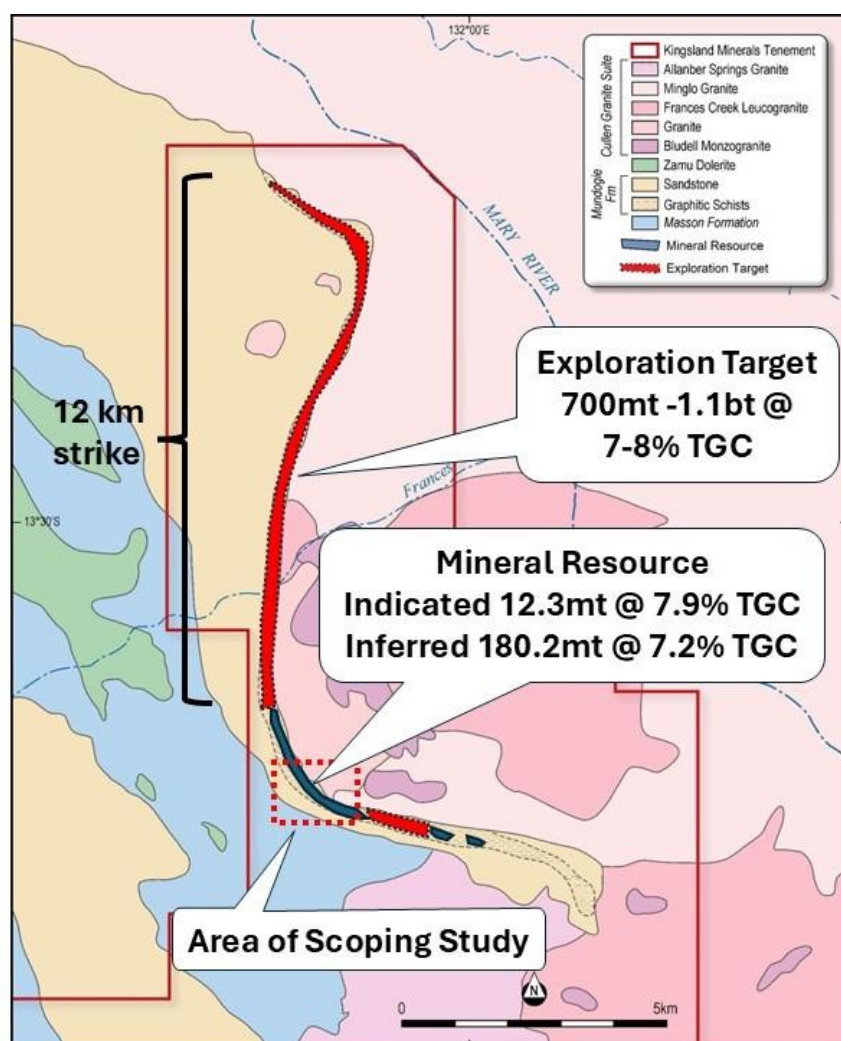 132°00'E
Kingsland Minerals Tenement
Cullen Granite Suite
Allanber Springs Granite
Minglo Granite
Frances Creek Leucogranite
Granite
Bludell Monzogranite
Zamu Dolerite
Mundogie Frm
Sandstone
Graphitic Schists
Masson Formation
Mineral Resource
Exploration Target
MARY RIVER
Exploration Target
700mt -1.1bt @
7-8% TGC
12 km
strike
Frances
13°30'S
Mineral Resource
Indicated 12.3mt @ 7.9% TGC
Inferred 180.2mt @ 7.2% TGC
Area of Scoping Study
N
0
5km